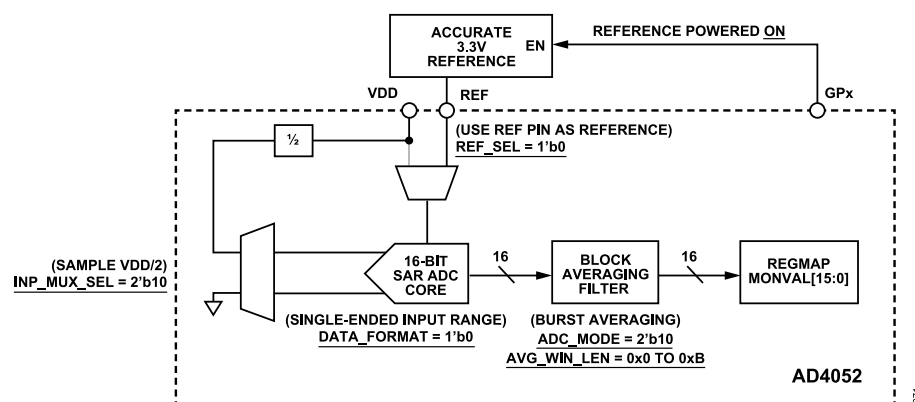 ACCURATE
3.3V
REFERENCE
EN
REFERENCE POWERED ON
VDD
REF
GPx
(USE REF PIN AS REFERENCE)
REF_SEL = 1'b0
½
(SAMPLE VDD/2)
INP_MUX_SEL = 2'b10
16-BIT
SAR ADC
CORE
16
BLOCK
AVERAGING
FILTER
16
REGMAP
MONVAL[15:0]
(SINGLE-ENDED INPUT RANGE)
DATA_FORMAT = 1'b0
(BURST AVERAGING)
ADC_MODE = 2'b10
AVG_WIN_LEN = 0x0 TO 0xB
AD4052